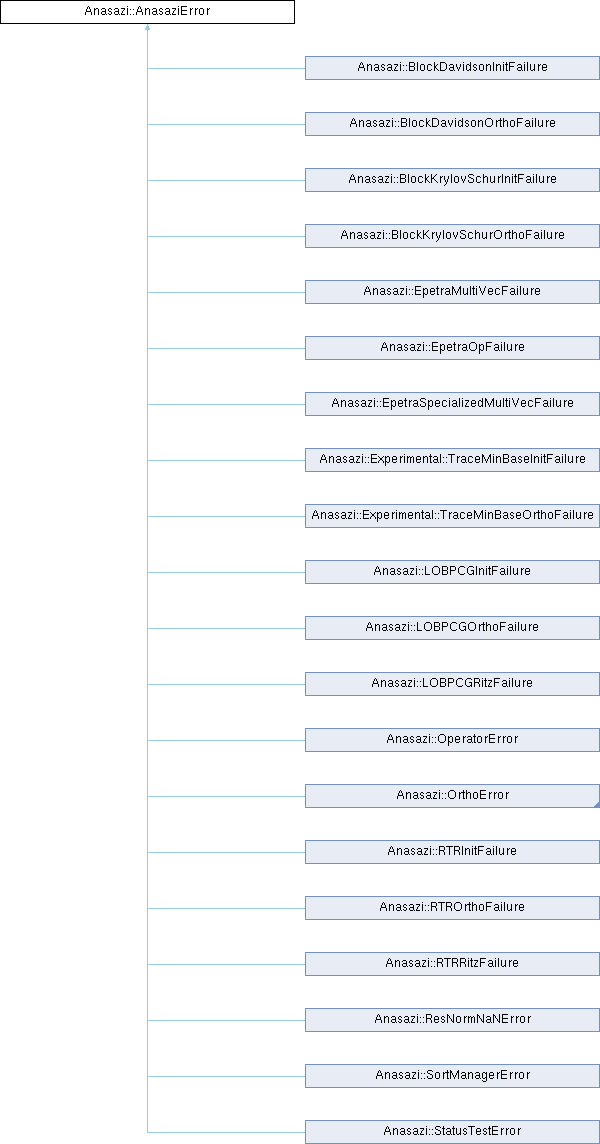 Anasazi::AnasaziError
Anasazi::BlockDavidsonInitFailure
Anasazi::BlockDavidsonOrthoFailure
Anasazi::BlockKrylovSchurInitFailure
Anasazi::BlockKrylovSchurOrthoFailure
Anasazi::EpetraMultiVecFailure
Anasazi::EpetraOpFailure
Anasazi::EpetraSpecializedMultiVecFailure
Anasazi::Experimental::TraceMinBaseInitFailure
Anasazi::Experimental::TraceMinBaseOrthoFailure
Anasazi::LOBPCGInitFailure
Anasazi::LOBPCGOrthoFailure
Anasazi::LOBPCGRitzFailure
Anasazi::OperatorError
Anasazi::OrthoError
Anasazi::RTRInitFailure
Anasazi::RTROrthoFailure
Anasazi::RTRRitzFailure
Anasazi::ResNormNaNError
Anasazi::SortManagerError
Anasazi::StatusTestError